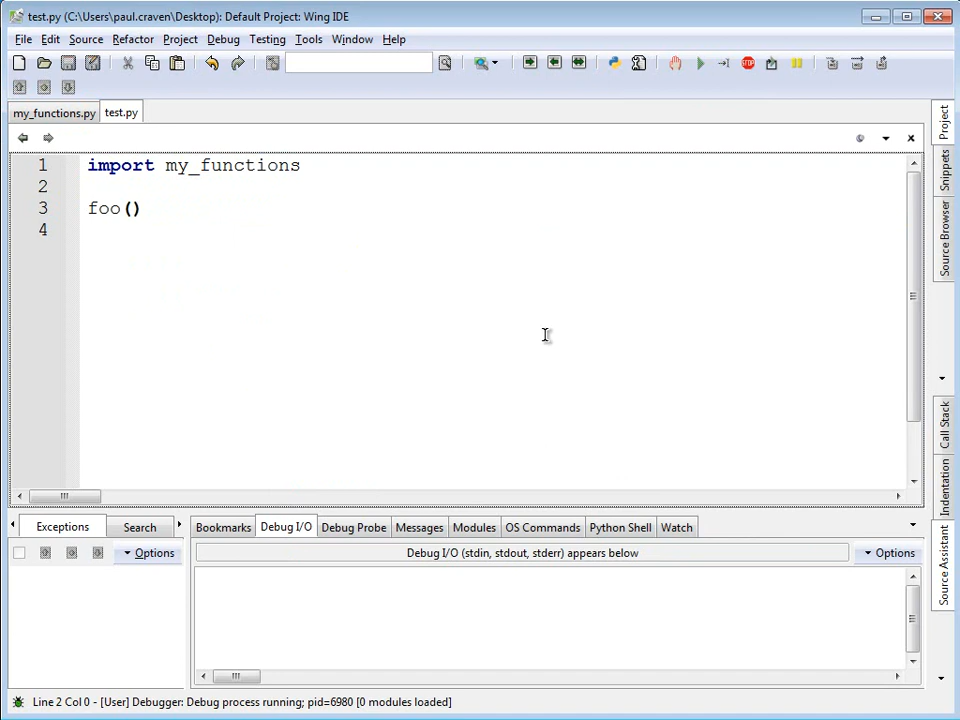 test.py (C:\Users\paul.craven\Desktop): Default Project: Wing IDE
File Edit Source Refactor Project Debug Testing Tools Window Help
my_functions.py test.py
1 import my_functions
2
3 foo()
4
Project
Snippets
Source Browser
Call Stack
Indentation
Source Assistant
Exceptions Search Bookmarks Debug I/O Debug Probe Messages Modules OS Commands Python Shell Watch
Options Debug I/O (stdin, stdout, stderr) appears below Options
Line 2 Col 0 - [User] Debugger: Debug process running; pid=6980 [0 modules loaded]